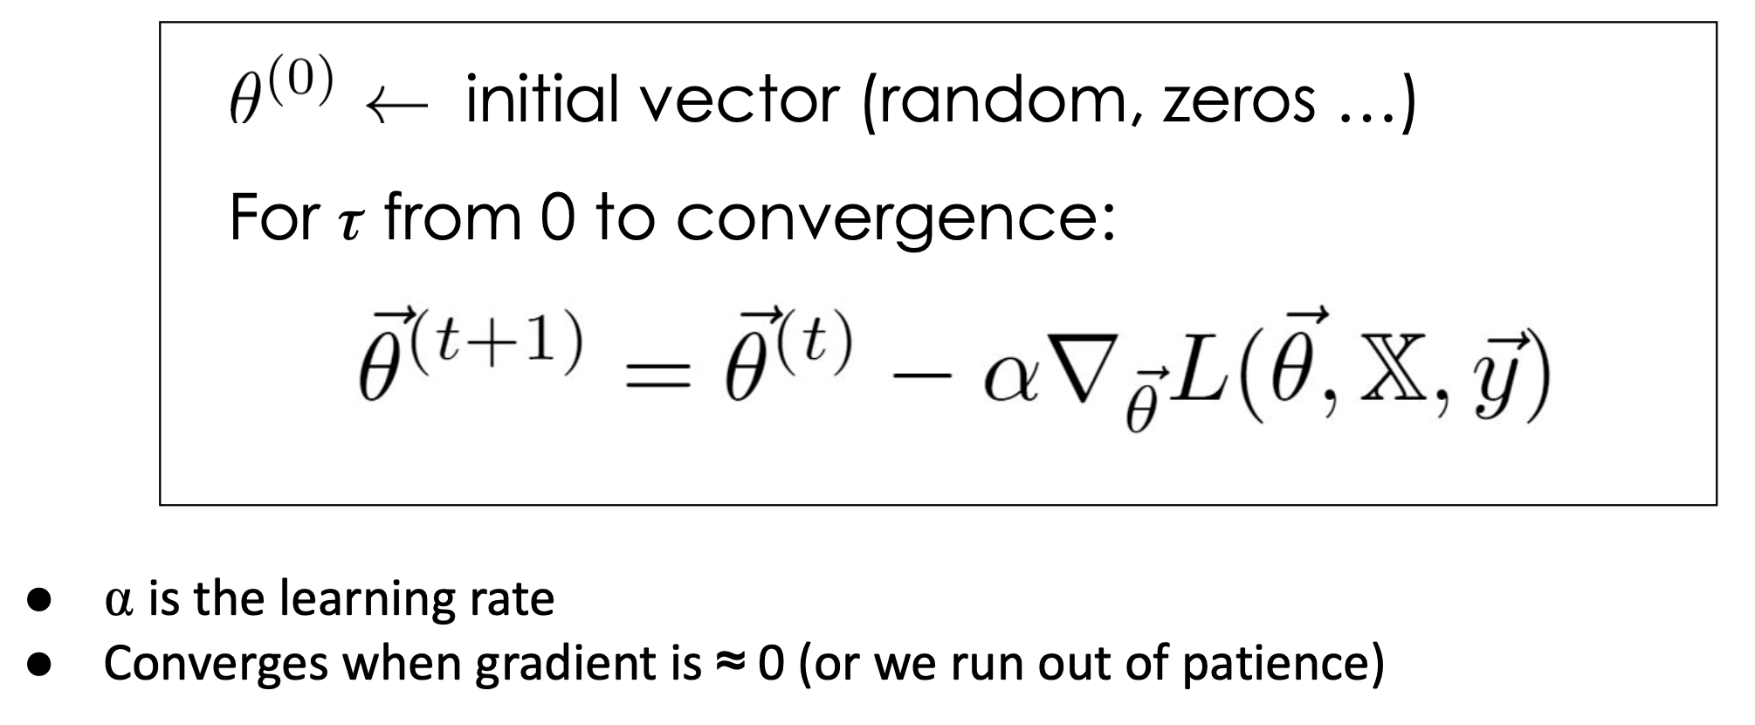 θ⁽⁰⁾ ← initial vector (random, zeros ...)
For τ from 0 to convergence:
θ⃗⁽ᵗ⁺¹⁾ = θ⃗⁽ᵗ⁾ − α∇_θ⃗ L(θ⃗, 𝕏, y⃗)
● α is the learning rate
● Converges when gradient is ≈ 0 (or we run out of patience)